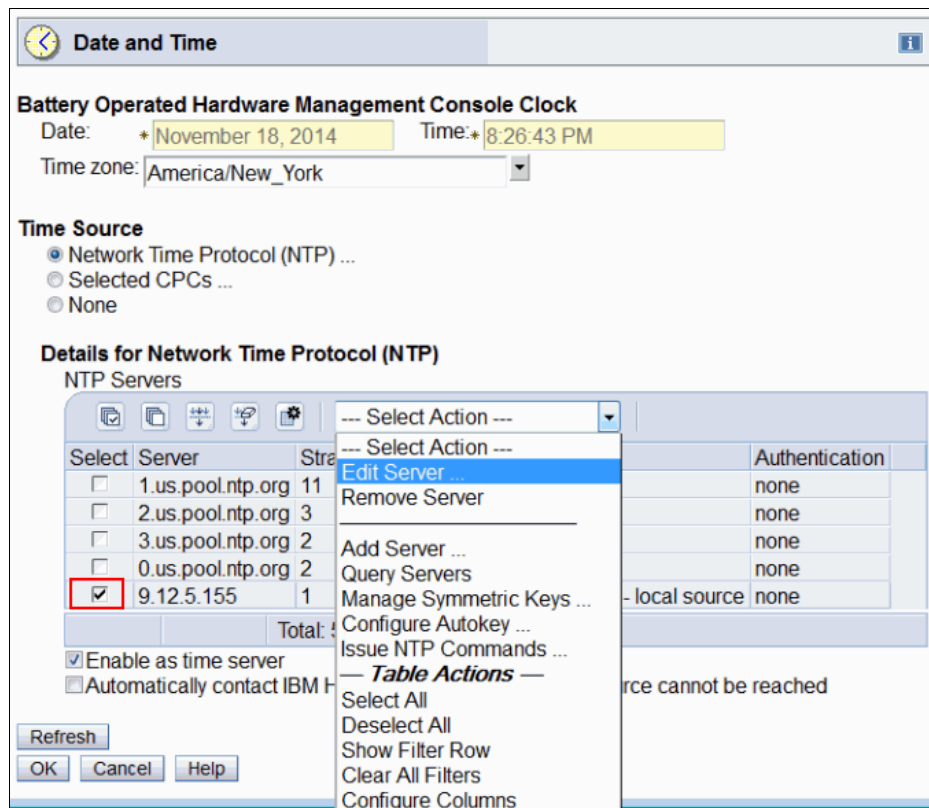 Date and Time
i
Battery Operated Hardware Management Console Clock
Date: * November 18, 2014 Time:* 8:26:43 PM
Time zone: America/New_York
Time Source
Network Time Protocol (NTP) ...
Selected CPCs ...
None
Details for Network Time Protocol (NTP)
NTP Servers
--- Select Action ---
--- Select Action ---
Edit Server ...
Remove Server
Add Server ...
Query Servers
Manage Symmetric Keys ...
Configure Autokey ...
Issue NTP Commands ...
— Table Actions —
Select All
Deselect All
Show Filter Row
Clear All Filters
Configure Columns
Select Server Stra Authentication
1.us.pool.ntp.org 11 none
2.us.pool.ntp.org 3 none
3.us.pool.ntp.org 2 none
0.us.pool.ntp.org 2 none
9.12.5.155 1 - local source none
Total:
Enable as time server
Automatically contact IBM H rce cannot be reached
Refresh
OK Cancel Help